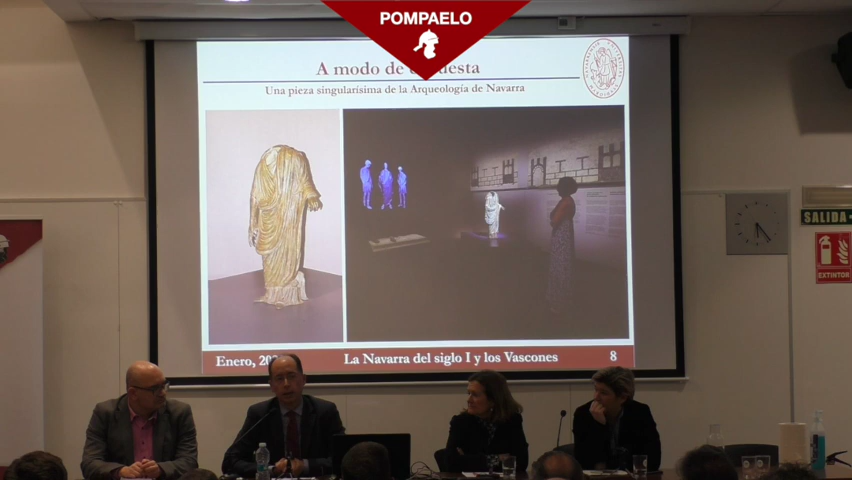 POMPAELO
A modo de
Una pieza singularísima de la Arqueología de Navarra
Enero,
La Navarra del siglo I y los Vascones
8
SALIDA
EXTINTOR